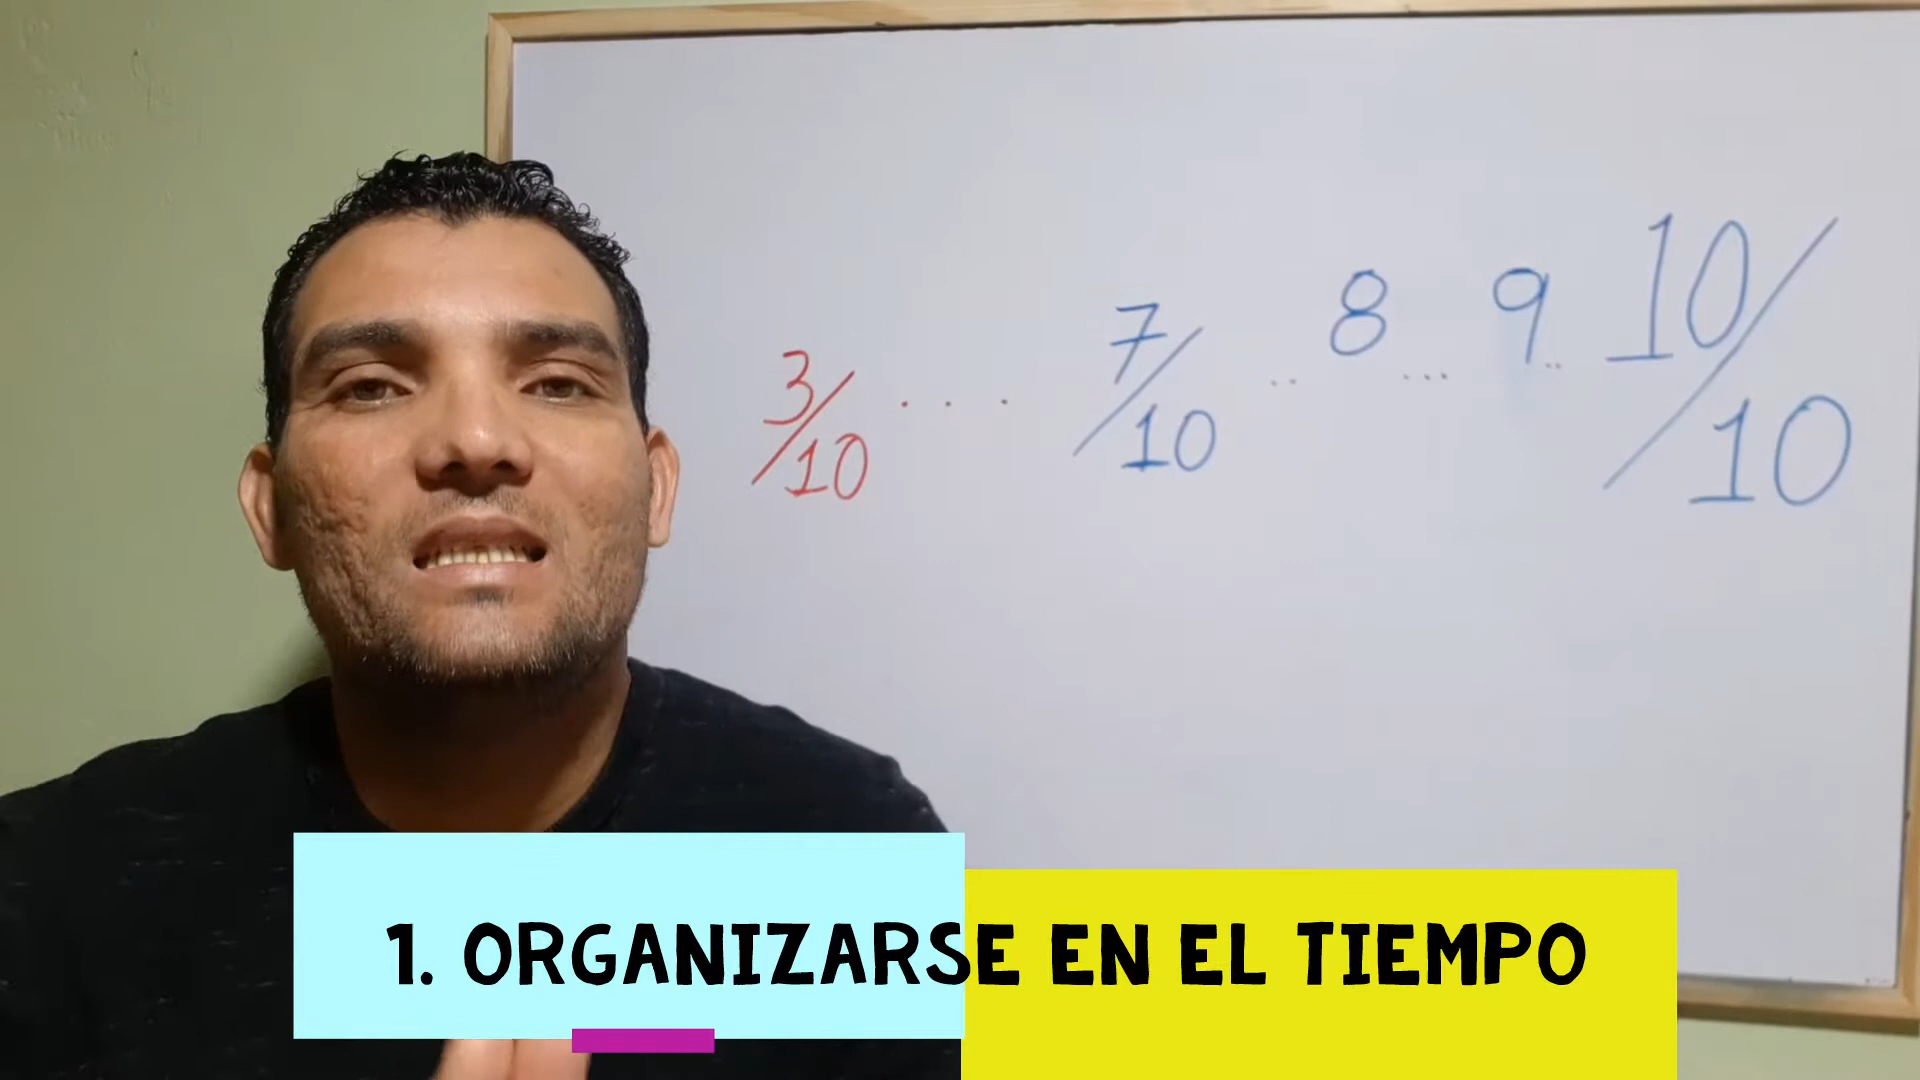 3/10 . . . 7/10 .. 8 ... 9 .. 10/10
1. ORGANIZARSE EN EL TIEMPO